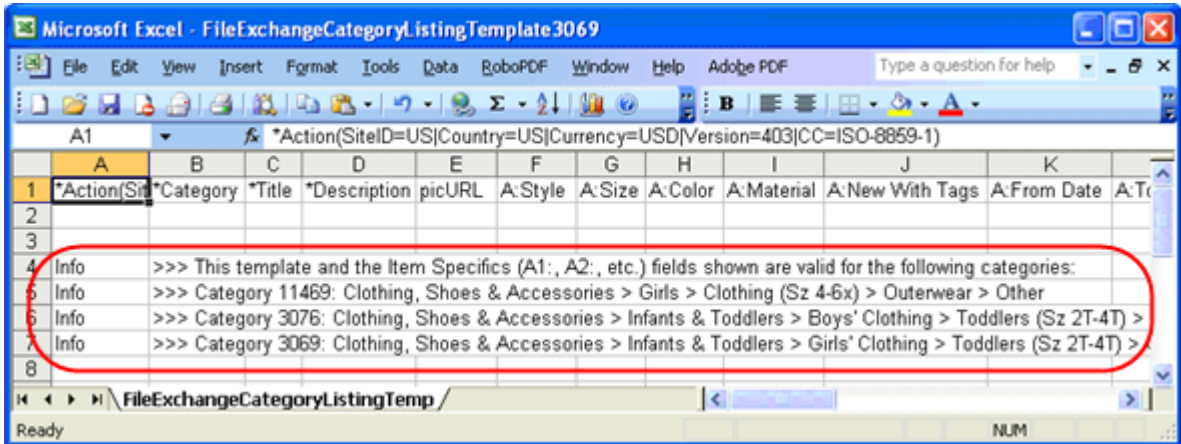 Microsoft Excel - FileExchangeCategoryListingTemplate3069
File Edit View Insert Format Tools Data RoboPDF Window Help Adobe PDF Type a question for help
Σ B A
A1 fx *Action(SiteID=US|Country=US|Currency=USD|Version=403|CC=ISO-8859-1)
A B C D E F G H I J K
1 *Action(Sit *Category *Title *Description picURL A:Style A:Size A:Color A:Material A:New With Tags A:From Date A:To
2
3
4 Info >>> This template and the Item Specifics (A1:, A2:, etc.) fields shown are valid for the following categories:
5 Info >>> Category 11469: Clothing, Shoes & Accessories > Girls > Clothing (Sz 4-6x) > Outerwear > Other
6 Info >>> Category 3076: Clothing, Shoes & Accessories > Infants & Toddlers > Boys' Clothing > Toddlers (Sz 2T-4T) >
7 Info >>> Category 3069: Clothing, Shoes & Accessories > Infants & Toddlers > Girls' Clothing > Toddlers (Sz 2T-4T) >
8
FileExchangeCategoryListingTemp
Ready NUM